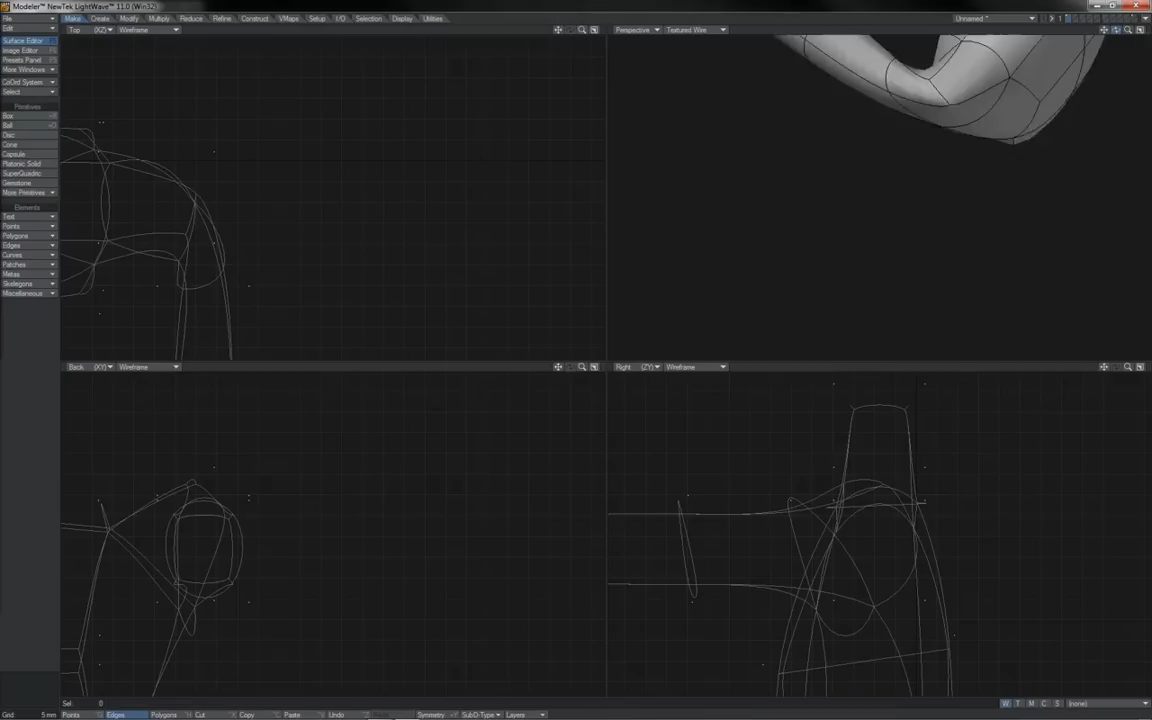 Modeler™ NewTek LightWave™ 11.0 (Win32)
File Make Create Modify Multiply Reduce Refine Construct VMaps Setup I/O Selection Display Utilities Unnamed * 1
Edit Top (XZ) Wireframe Perspective Textured Wire
Surface Editor
Image Editor
Presets Panel
More Windows
CoOrd System
Select
Primitives
Box
Ball
Disc
Cone
Capsule
Platonic Solid
SuperQuadric
Gemstone
More Primitives
Elements
Text
Points
Polygons
Edges
Curves
Patches
Metas
Skelegons
Miscellaneous
Back (XY) Wireframe Right (ZY) Wireframe
Sel: 0 W T M C S (none)
Grid: 5 mm Points Edges Polygons Cut Copy Paste Undo Symmetry SubD-Type Layers